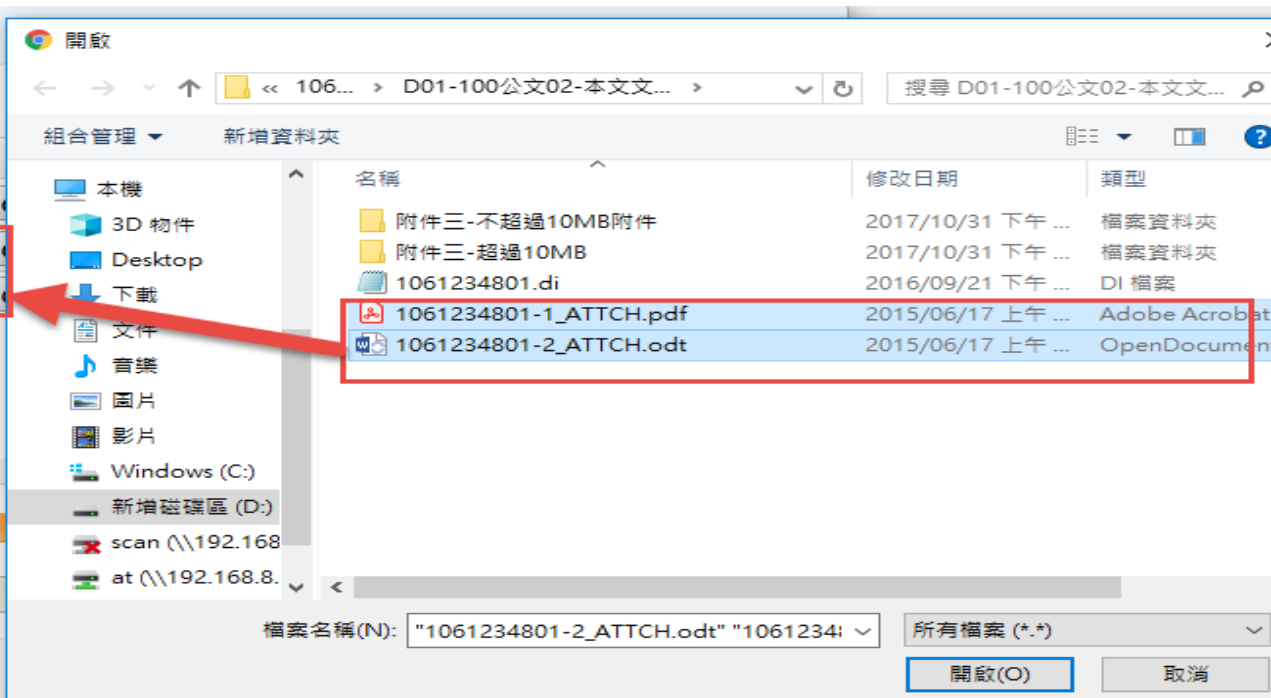 開啟
« 106... › D01-100公文02-本文文... ›
搜尋 D01-100公文02-本文文...
組合管理
新增資料夾
名稱
修改日期
類型
本機
3D 物件
Desktop
下載
文件
音樂
圖片
影片
Windows (C:)
新增磁碟區 (D:)
scan (\\192.168
at (\\192.168.8.
附件三-不超過10MB附件 2017/10/31 下午 ... 檔案資料夾
附件三-超過10MB 2017/10/31 下午 ... 檔案資料夾
1061234801.di 2016/09/21 下午 ... DI 檔案
1061234801-1_ATTCH.pdf 2015/06/17 上午 ... Adobe Acrobat
1061234801-2_ATTCH.odt 2015/06/17 上午 ... OpenDocumen
檔案名稱(N): "1061234801-2_ATTCH.odt" "1061234
所有檔案 (*.*)
開啟(O)
取消